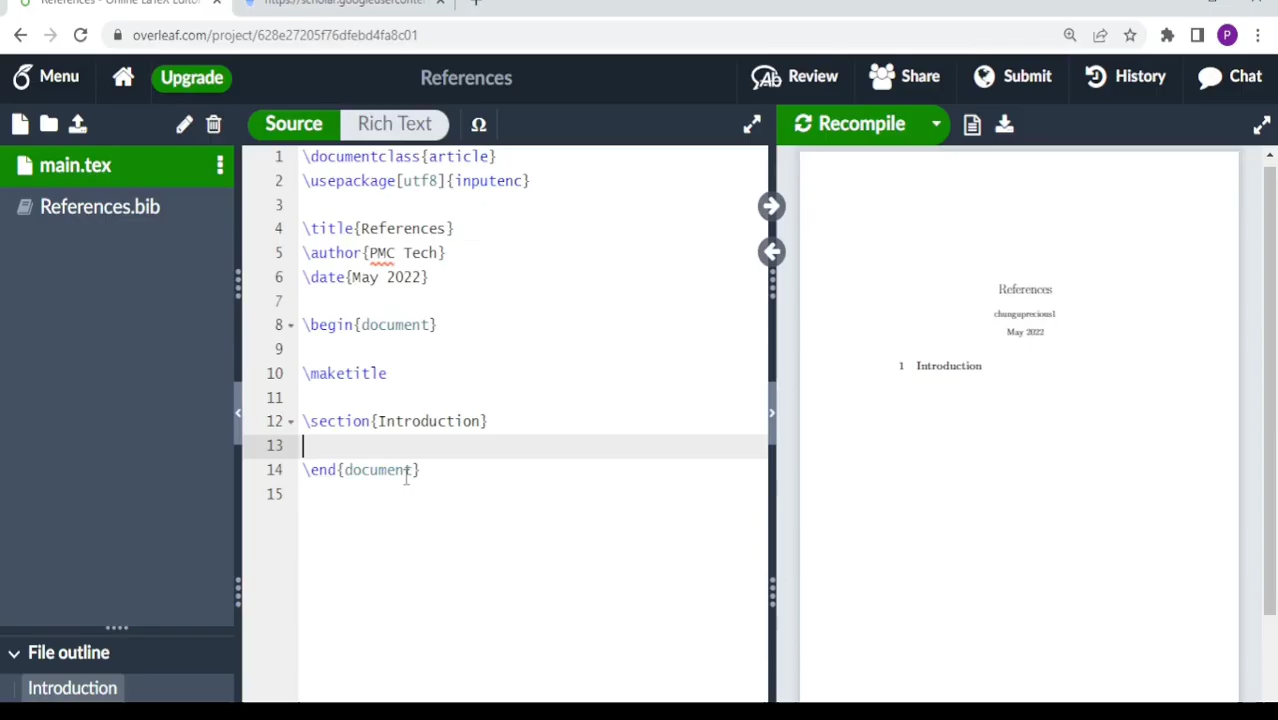 References - Online LaTeX Edito
https://scholar.googleusercontent
overleaf.com/project/628e27205f76dfebd4fa8c01
P
Menu
Upgrade
References
Review
Share
Submit
History
Chat
Source
Rich Text
Ω
Recompile
main.tex
References.bib
1 \documentclass{article}
2 \usepackage[utf8]{inputenc}
3
4 \title{References}
5 \author{PMC Tech}
6 \date{May 2022}
7
8 \begin{document}
9
10 \maketitle
11
12 \section{Introduction}
13
14 \end{document}
15
File outline
Introduction
References
changuprecious1
May 2022
1 Introduction